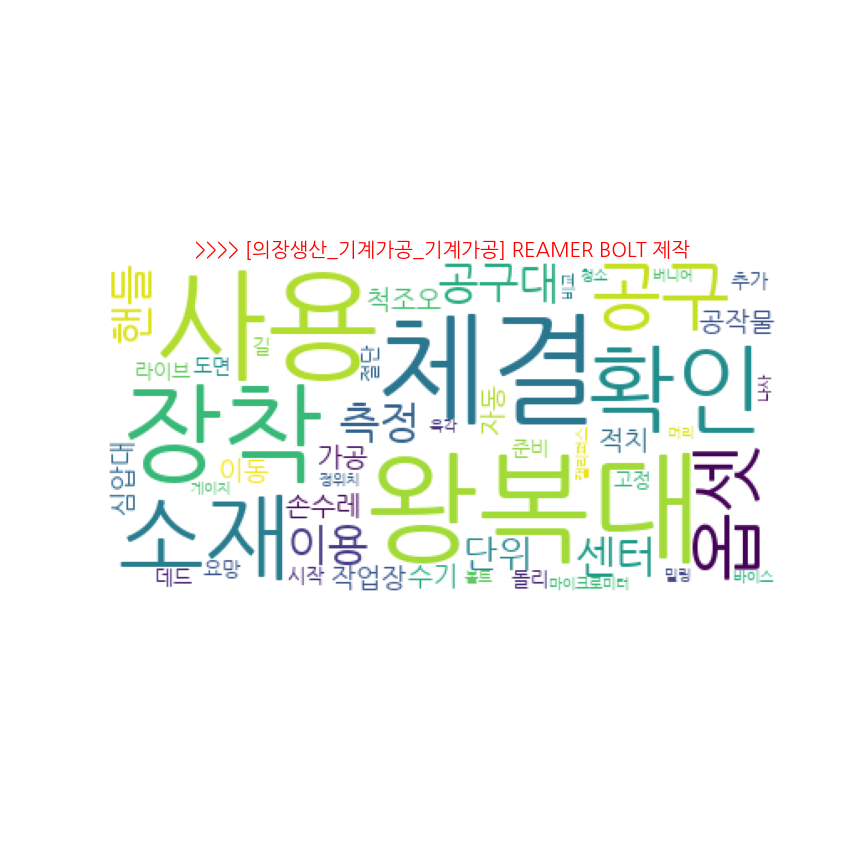 >>>> [의장생산_기계가공_기계가공] REAMER BOLT 제작
핸들
사용
척조오
공구대
비고
청소
공구
버니어
추가
공작물
길
라이브
도면
절단
체결
확인
나사
장착
측정
육각
자동
준비
캘리퍼스
적치
머리
심압대
이동
가공
게이지
정위치
손수레
왕복대
고정
옵셋
소재
이용
단위
센터
데드
요망
시작
작업장
수기
볼트
돌리
마이크로미터
밀링
바이스